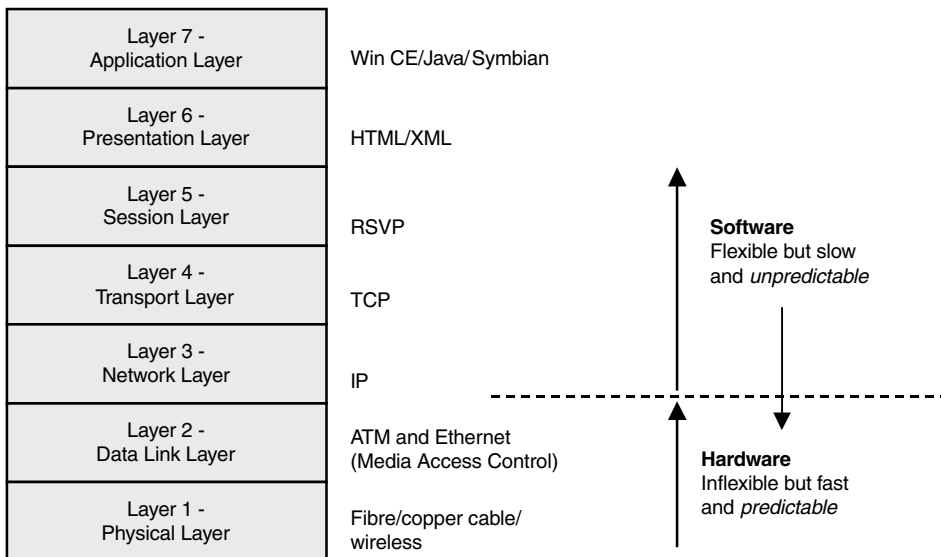 Layer 7 -
Application Layer
Win CE/Java/Symbian
Layer 6 -
Presentation Layer
HTML/XML
Layer 5 -
Session Layer
RSVP
Layer 4 -
Transport Layer
TCP
Layer 3 -
Network Layer
IP
Layer 2 -
Data Link Layer
ATM and Ethernet
(Media Access Control)
Layer 1 -
Physical Layer
Fibre/copper cable/
wireless
Software
Flexible but slow
and unpredictable
Hardware
Inflexible but fast
and predictable